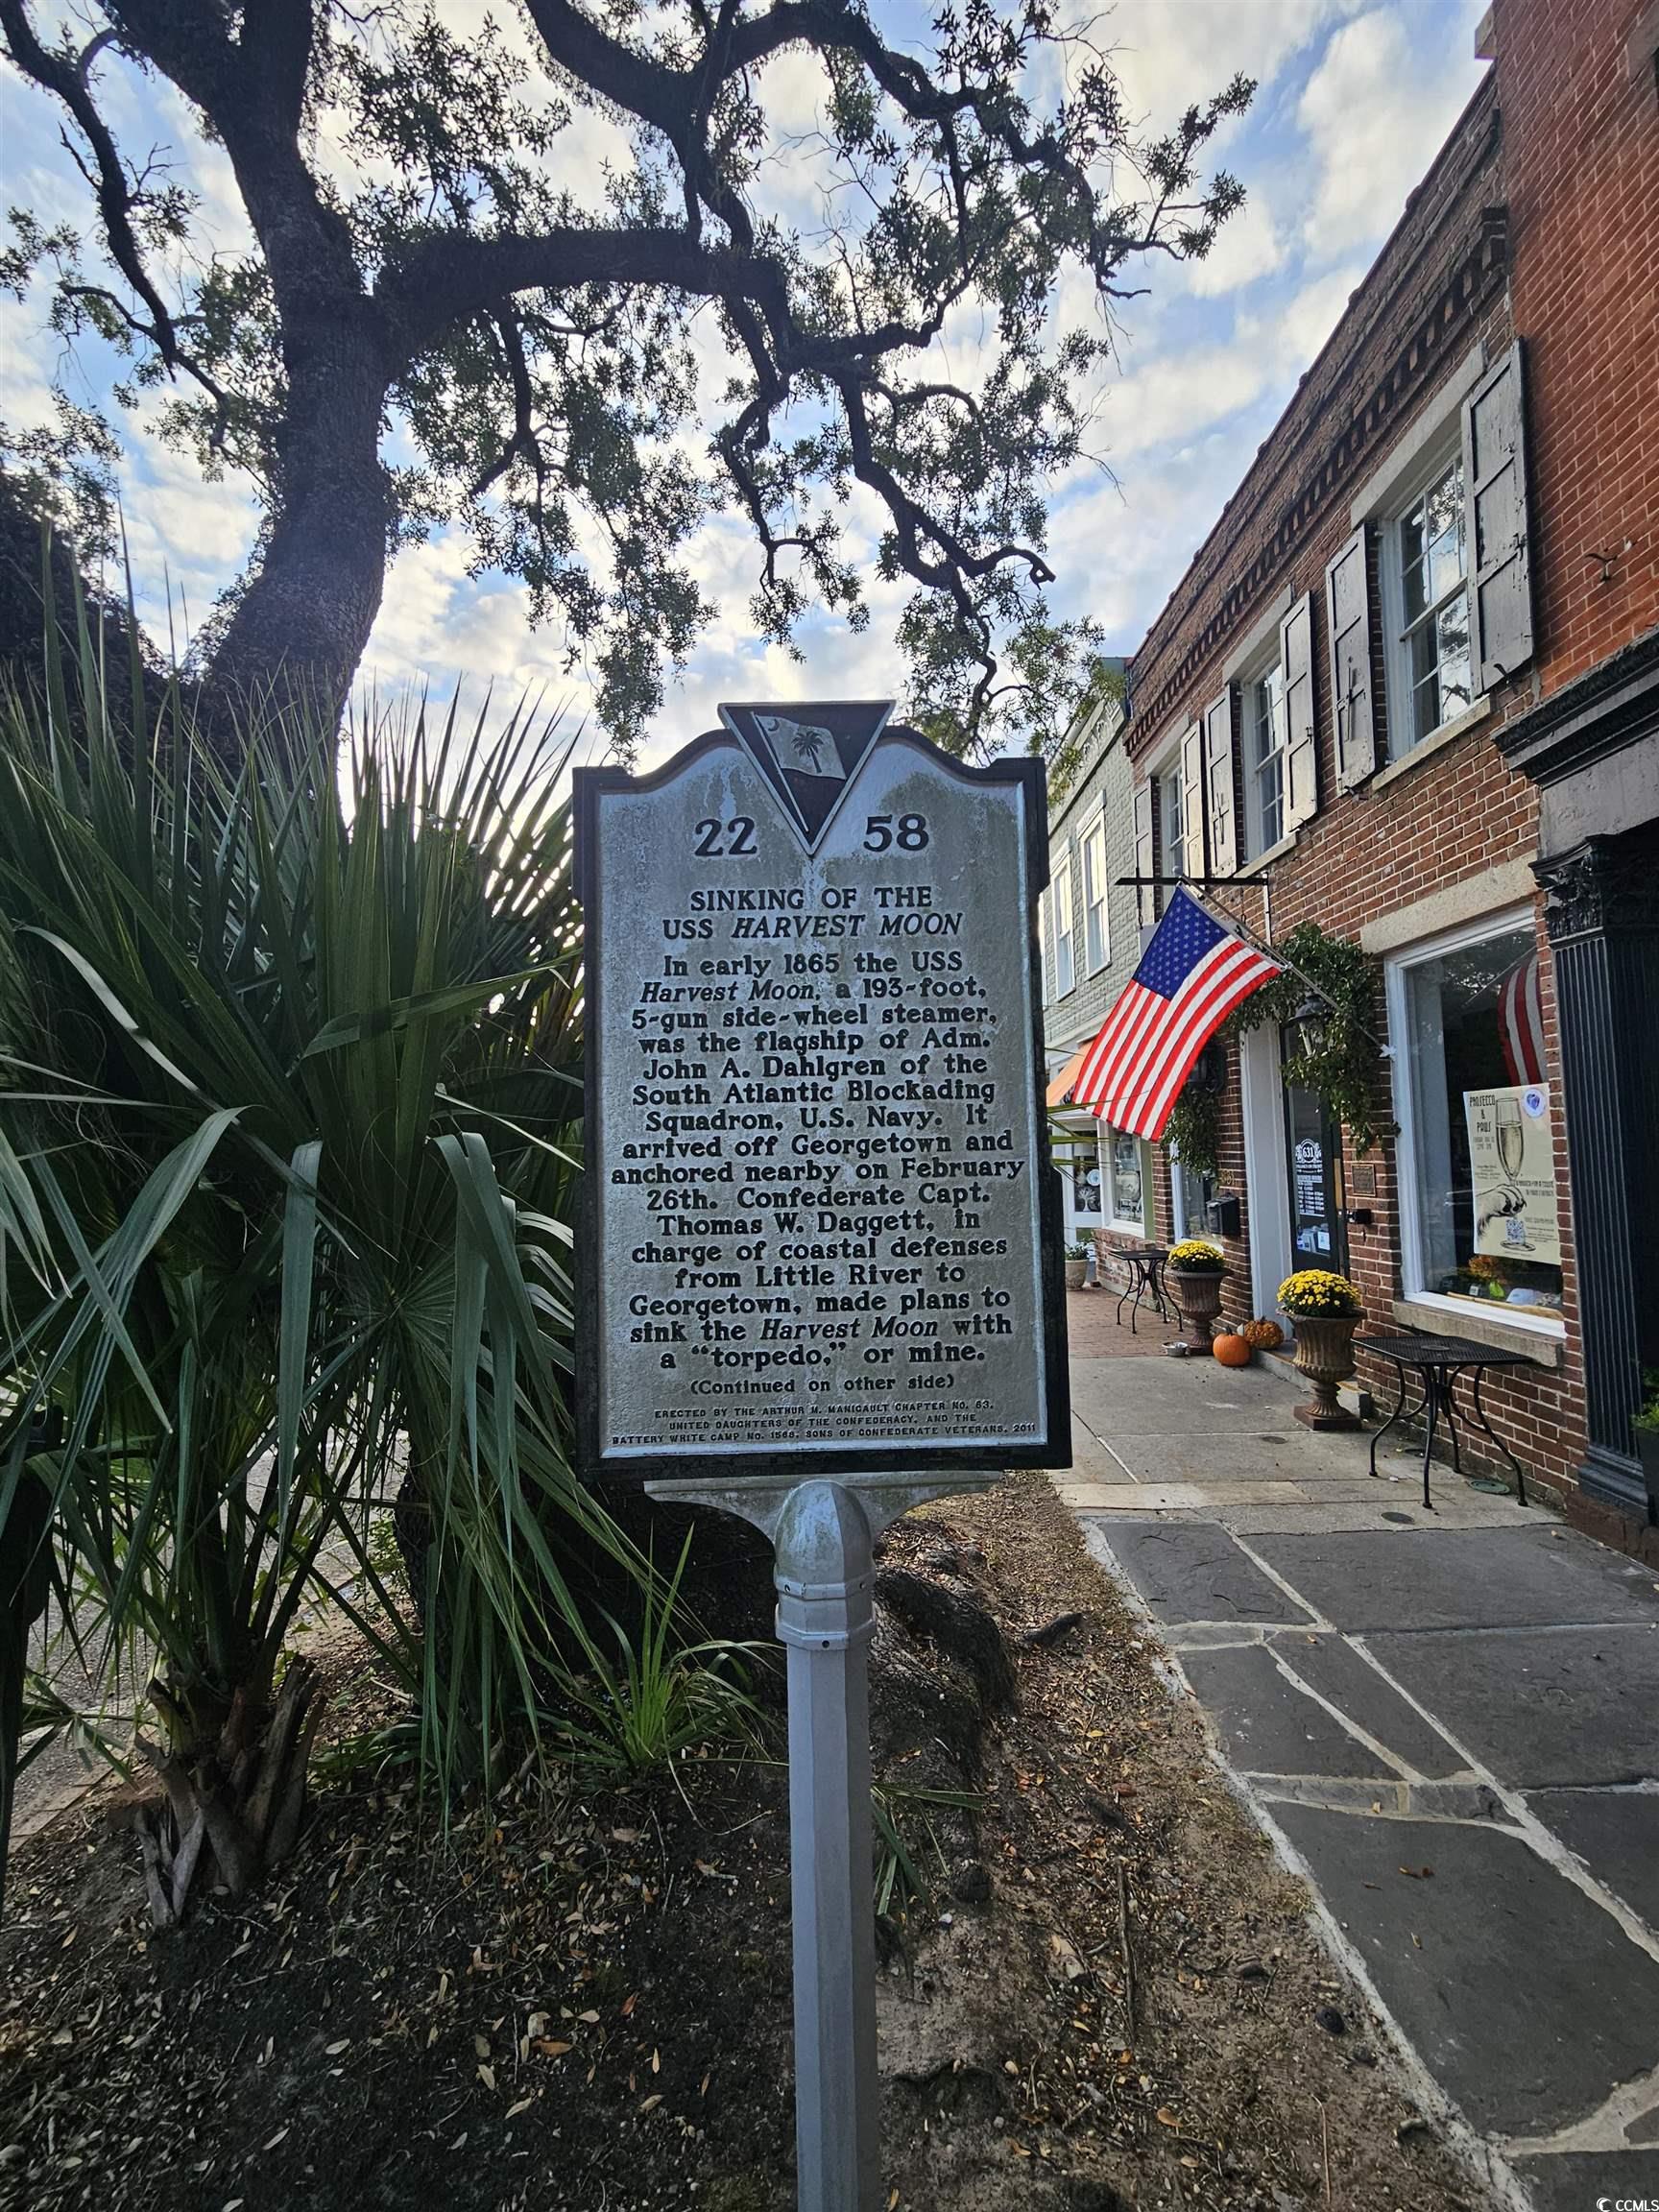 22 58
SINKING OF THE
USS HARVEST MOON
In early 1865 the USS
Harvest Moon, a 193-foot,
5-gun side-wheel steamer,
was the flagship of Adm.
John A. Dahlgren of the
South Atlantic Blockading
Squadron, U.S. Navy. It
arrived off Georgetown and
anchored nearby on February
26th. Confederate Capt.
Thomas W. Daggett, in
charge of coastal defenses
from Little River to
Georgetown, made plans to
sink the Harvest Moon with
a "torpedo," or mine.
(Continued on other side)
ERECTED BY THE ARTHUR M. MANIGAULT CHAPTER NO. 63,
UNITED DAUGHTERS OF THE CONFEDERACY, AND THE
BATTERY WHITE CAMP NO. 1568, SONS OF CONFEDERATE VETERANS, 2011
PROSECCO
&
631
© CCMLS